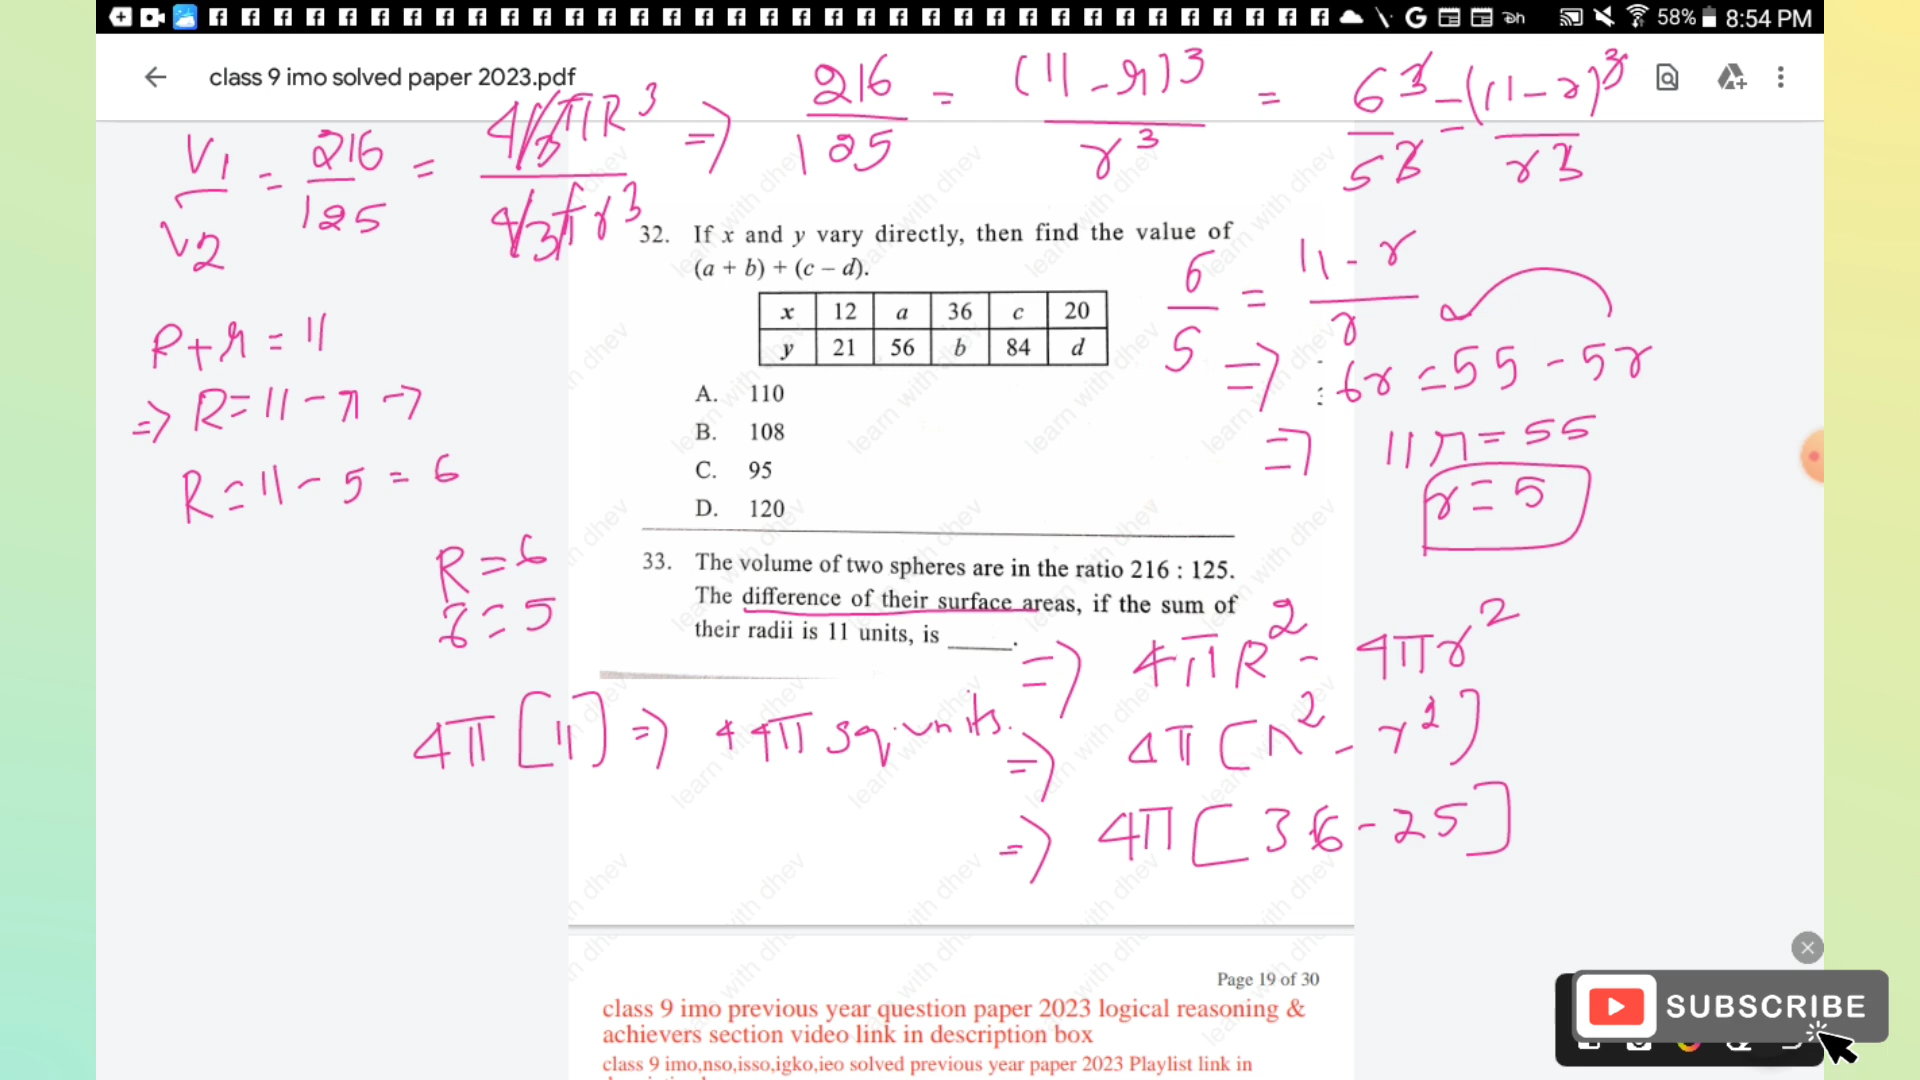 58% 8:54 PM
class 9 imo solved paper 2023.pdf
V1/V2 = 216/125 = 4/3πR³ / 4/3πr³ => 216/125 = (11-r)³/r³ = 6³/5³ = (11-r)³/r³
32. If x and y vary directly, then find the value of
(a + b) + (c – d).
x 12 a 36 c 20
y 21 56 b 84 d
A. 110
B. 108
C. 95
D. 120
6/5 = 11-r/r
=> 6r = 55 - 5r
=> 11r = 55
r = 5
R+r = 11
=> R = 11 - r
R = 11 - 5 = 6
R = 6
r = 5
33. The volume of two spheres are in the ratio 216 : 125.
The difference of their surface areas, if the sum of
their radii is 11 units, is _____.
=> 4πR² - 4πr²
=> 4π[R² - r²]
=> 4π[36-25]
4π[11] => 44π sq.units.
Page 19 of 30
class 9 imo previous year question paper 2023 logical reasoning &
achievers section video link in description box
class 9 imo,nso,isso,igko,ieo solved previous year paper 2023 Playlist link in
SUBSCRIBE
learn with dhev